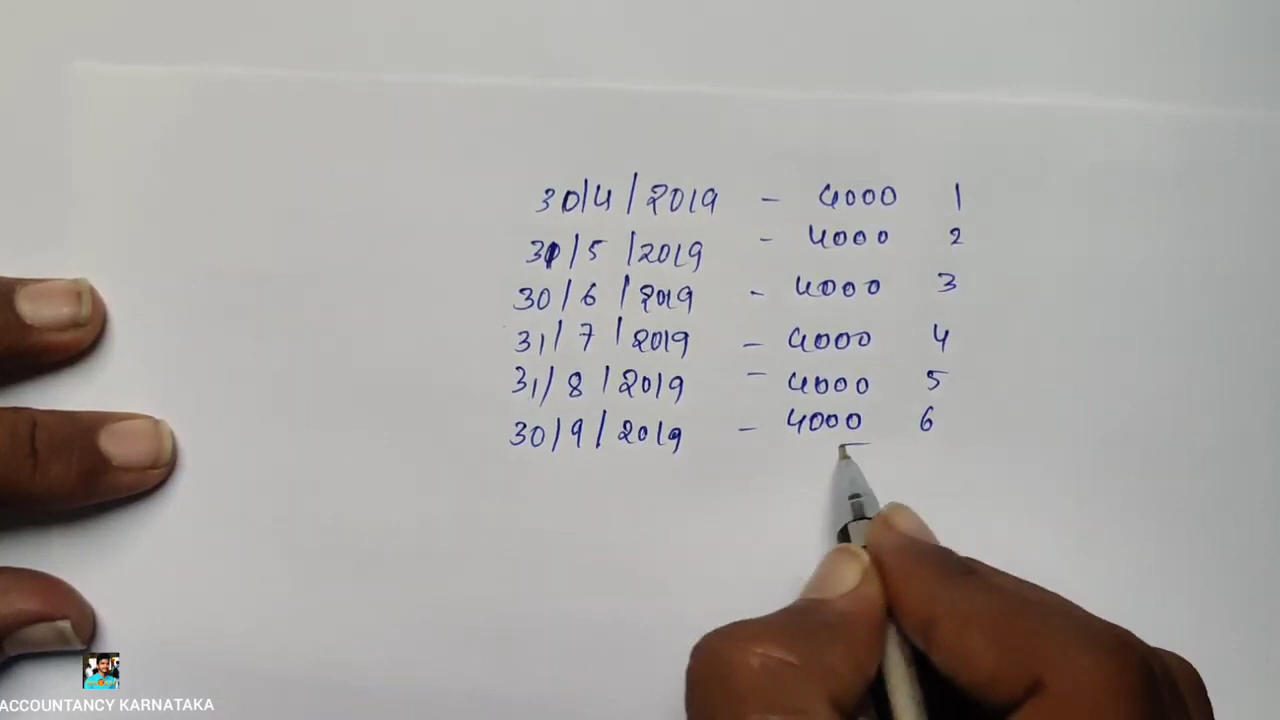 30/4/2019 - 4000 1
31/5/2019 - 4000 2
30/6/2019 - 4000 3
31/7/2019 - 4000 4
31/8/2019 - 4000 5
30/9/2019 - 4000 6
ACCOUNTANCY KARNATAKA